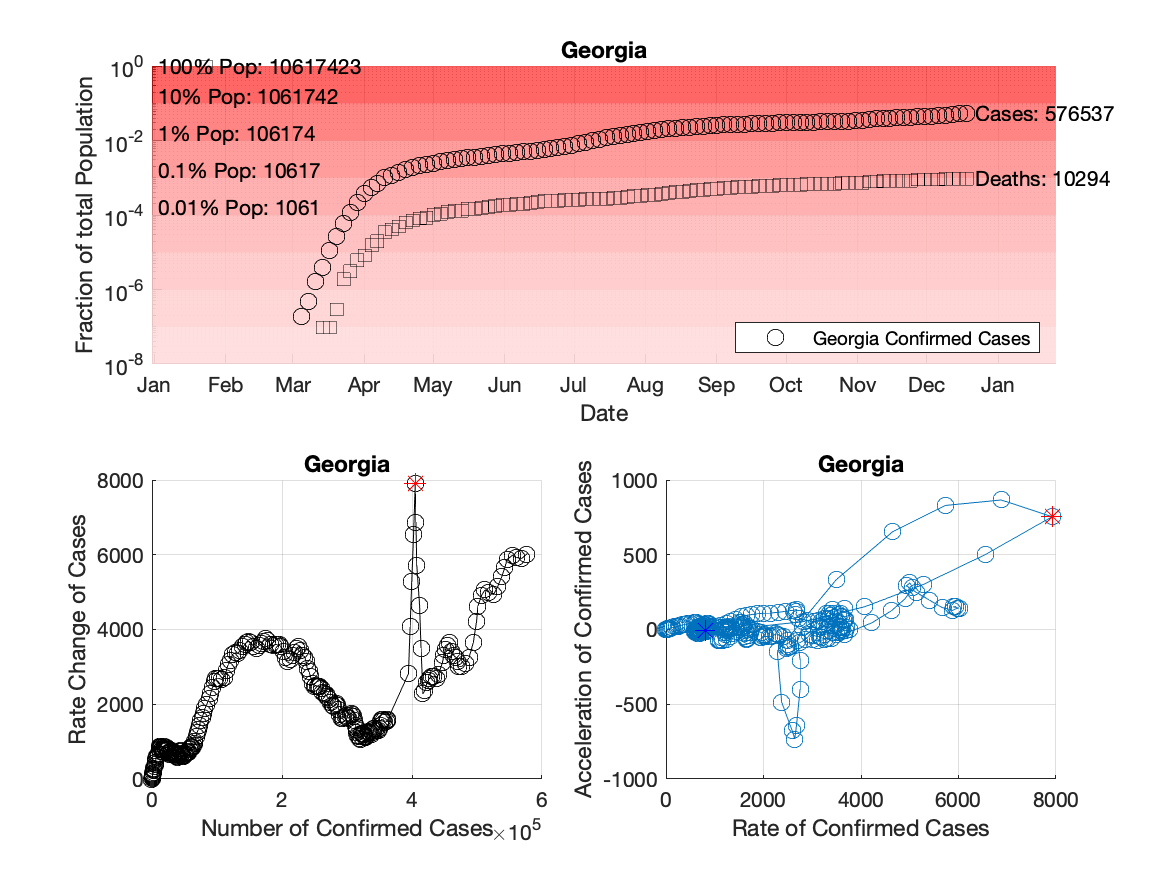 Georgia
Fraction of total Population
10^0
10^-2
10^-4
10^-6
10^-8
100% Pop: 10617423
10% Pop: 1061742
1% Pop: 106174
0.1% Pop: 10617
0.01% Pop: 1061
Cases: 576537
Deaths: 10294
Georgia Confirmed Cases
Jan Feb Mar Apr May Jun Jul Aug Sep Oct Nov Dec Jan
Date
Georgia
Rate Change of Cases
8000
6000
4000
2000
0
0 2 4 6
Number of Confirmed Cases ×10^5
Georgia
Acceleration of Confirmed Cases
1000
500
0
-500
-1000
0 2000 4000 6000 8000
Rate of Confirmed Cases